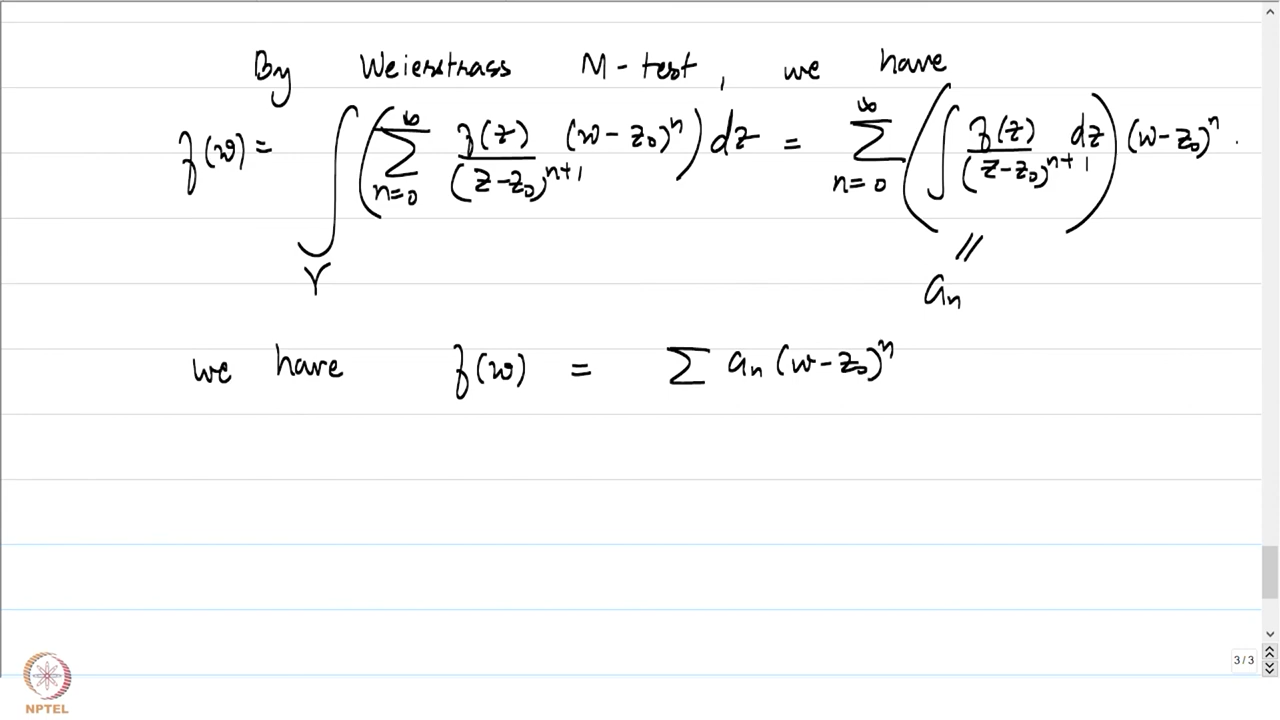 By Weierstrass M-test, we have
f(w) = ∫_γ ( ∑_{n=0}^{∞} f(z)/(z-z₀)^{n+1} (w-z₀)^n ) dz = ∑_{n=0}^{∞} ( ∫ f(z)/(z-z₀)^{n+1} dz ) (w-z₀)^n .
//
a_n
we have f(w) = ∑ a_n (w-z₀)^n
3 / 3
NPTEL